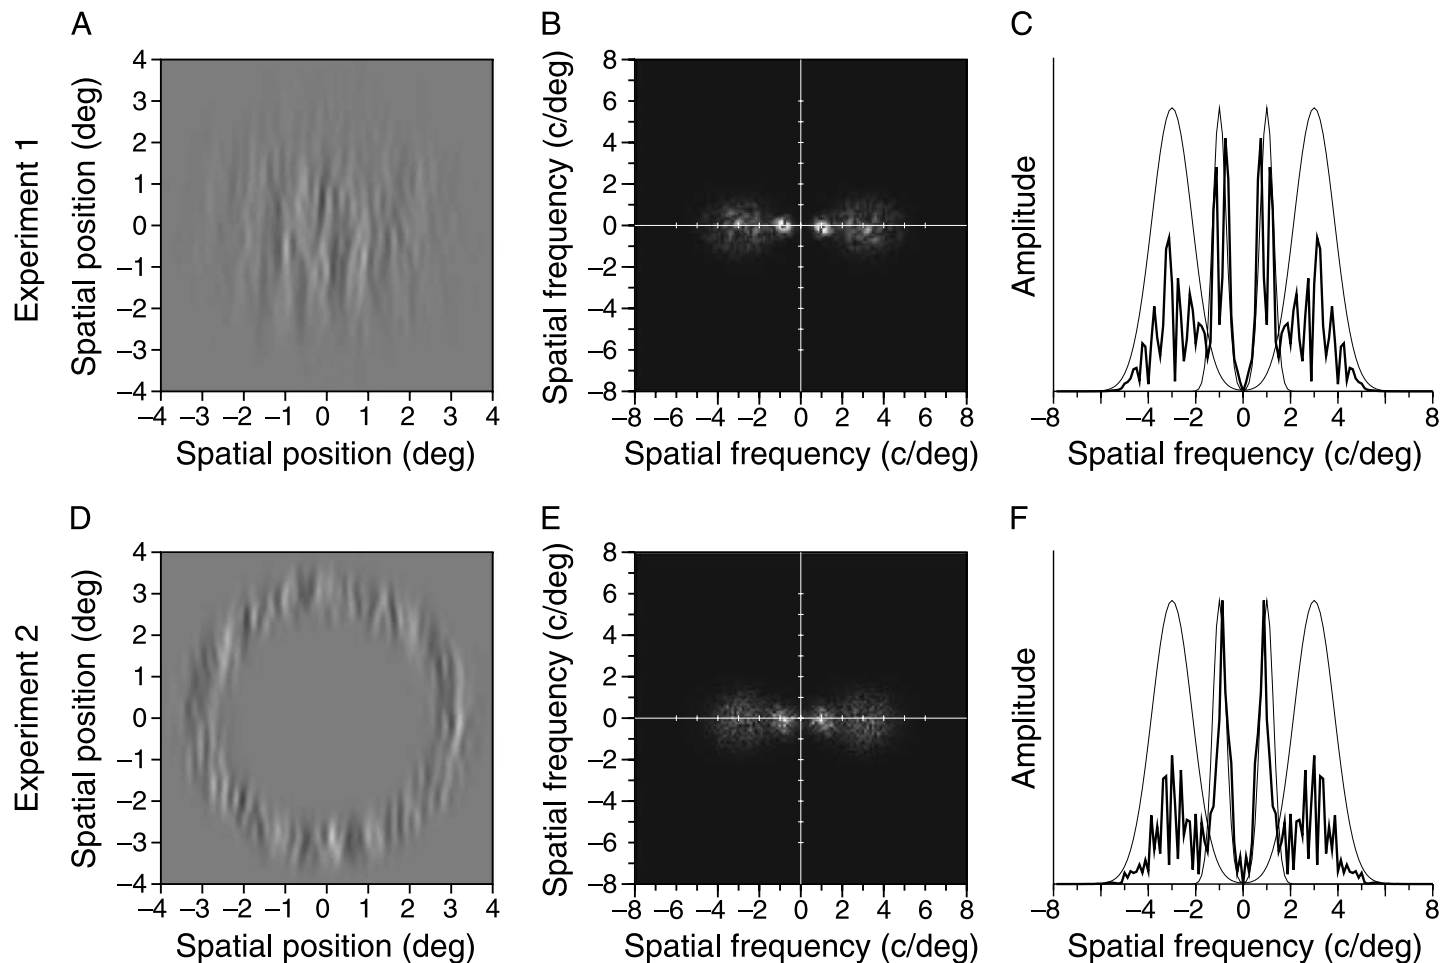 A
B
C
Experiment 1
Spatial position (deg)
4
3
2
1
0
−1
−2
−3
−4
−4 −3 −2 −1 0 1 2 3 4
Spatial position (deg)
Spatial frequency (c/deg)
8
6
4
2
0
−2
−4
−6
−8
−8 −6 −4 −2 0 2 4 6 8
Spatial frequency (c/deg)
Amplitude
−8 −4 −2 0 2 4 8
Spatial frequency (c/deg)
D
E
F
Experiment 2
Spatial position (deg)
4
3
2
1
0
−1
−2
−3
−4
−4 −3 −2 −1 0 1 2 3 4
Spatial position (deg)
Spatial frequency (c/deg)
8
6
4
2
0
−2
−4
−6
−8
−8 −6 −4 −2 0 2 4 6 8
Spatial frequency (c/deg)
Amplitude
−8 −4 −2 0 2 4 8
Spatial frequency (c/deg)